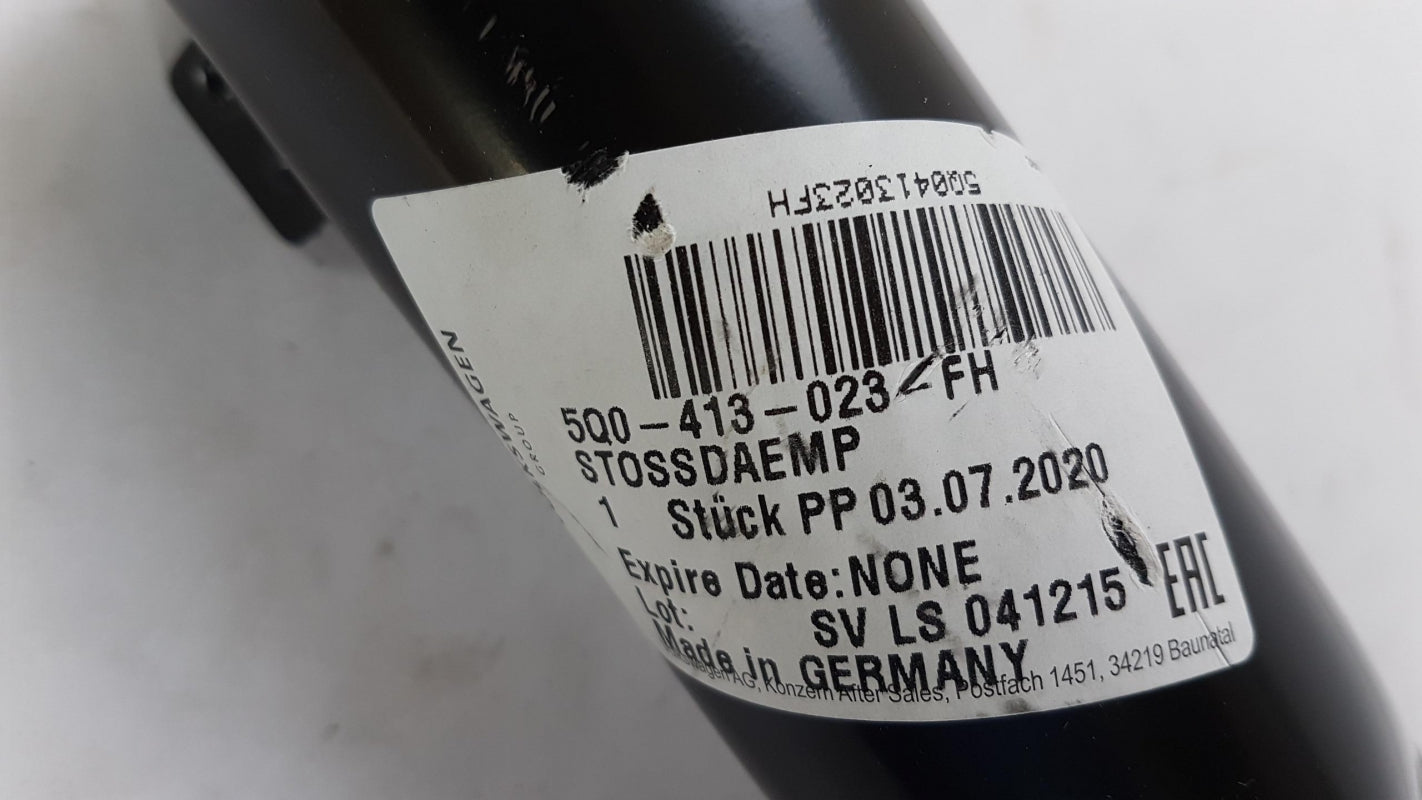 5Q0413023FH
5Q0-413-023-FH
STOSSDAEMP
1 Stück PP 03.07.2020
Expire Date: NONE
Lot: SV LS 041215
EAC
Made in GERMANY
AG, Konzern After Sales, Postfach 1451, 34219 Baunatal
GROUP